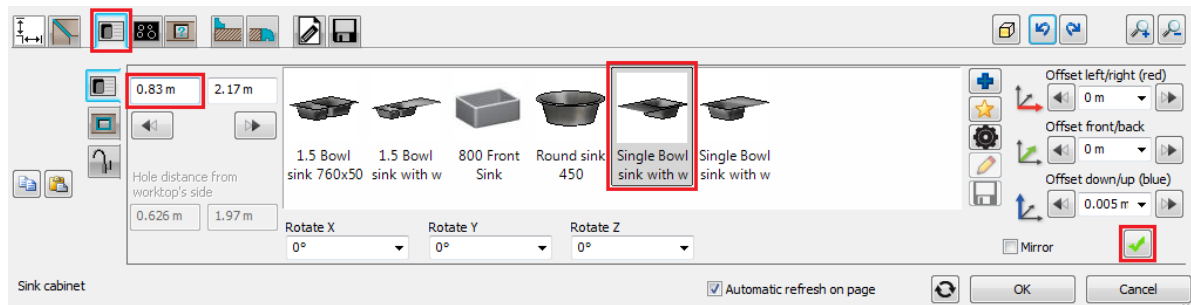 0.83 m
2.17 m
Hole distance from
worktop's side
0.626 m
1.97 m
1.5 Bowl
sink 760x50
1.5 Bowl
sink with w
800 Front
Sink
Round sink
450
Single Bowl
sink with w
Single Bowl
sink with w
Rotate X
0°
Rotate Y
0°
Rotate Z
0°
Offset left/right (red)
0 m
Offset front/back
0 m
Offset down/up (blue)
0.005 m
Mirror
Sink cabinet
Automatic refresh on page
OK
Cancel